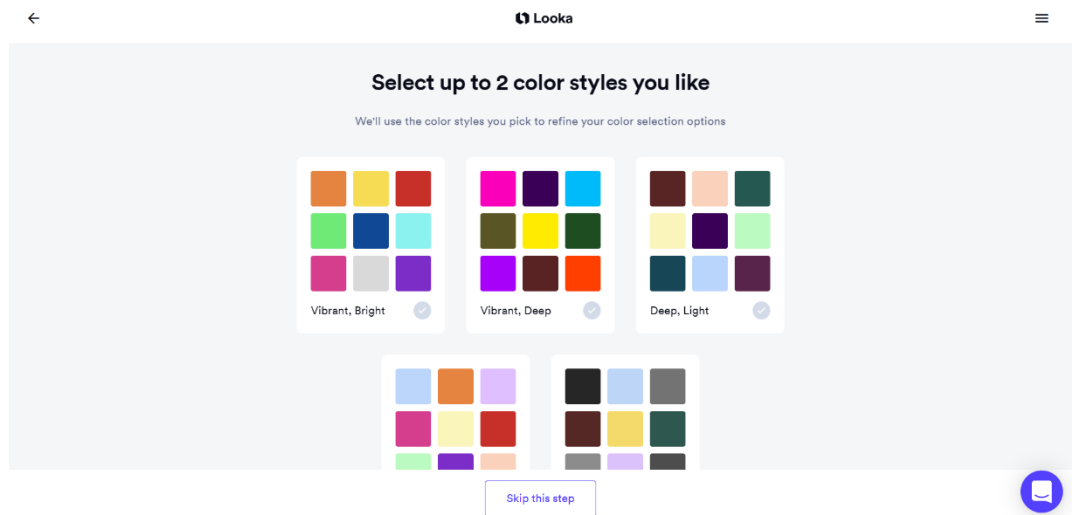 Looka
Select up to 2 color styles you like
We'll use the color styles you pick to refine your color selection options
Vibrant, Bright
Vibrant, Deep
Deep, Light
Skip this step